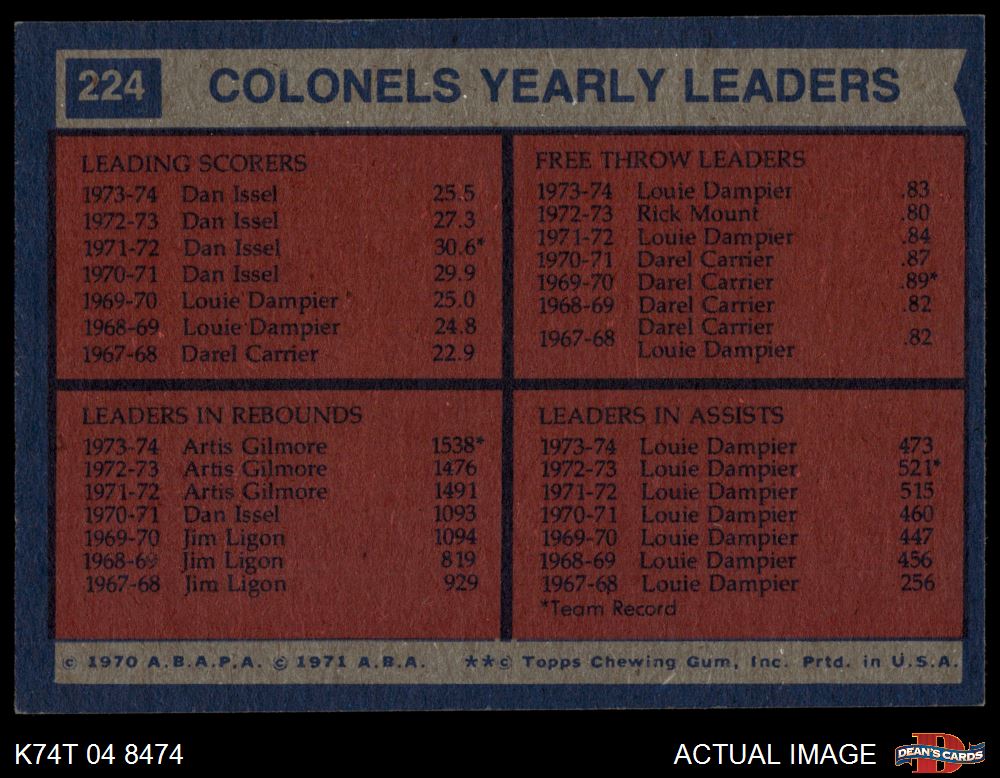 224 COLONELS YEARLY LEADERS
LEADING SCORERS
1973-74 Dan Issel 25.5
1972-73 Dan Issel 27.3
1971-72 Dan Issel 30.6*
1970-71 Dan Issel 29.9
1969-70 Louie Dampier 25.0
1968-69 Louie Dampier 24.8
1967-68 Darel Carrier 22.9
FREE THROW LEADERS
1973-74 Louie Dampier .83
1972-73 Rick Mount .80
1971-72 Louie Dampier .84
1970-71 Darel Carrier .87
1969-70 Darel Carrier .89*
1968-69 Darel Carrier .82
Darel Carrier
1967-68 .82
Louie Dampier
LEADERS IN REBOUNDS
1973-74 Artis Gilmore 1538*
1972-73 Artis Gilmore 1476
1971-72 Artis Gilmore 1491
1970-71 Dan Issel 1093
1969-70 Jim Ligon 1094
1968-69 Jim Ligon 819
1967-68 Jim Ligon 929
LEADERS IN ASSISTS
1973-74 Louie Dampier 473
1972-73 Louie Dampier 521*
1971-72 Louie Dampier 515
1970-71 Louie Dampier 460
1969-70 Louie Dampier 447
1968-69 Louie Dampier 456
1967-68 Louie Dampier 256
*Team Record
© 1970 A.B.A.P.A. © 1971 A.B.A. **© Topps Chewing Gum, Inc. Prtd. in U.S.A.
K74T 04 8474 ACTUAL IMAGE DEAN'S CARDS